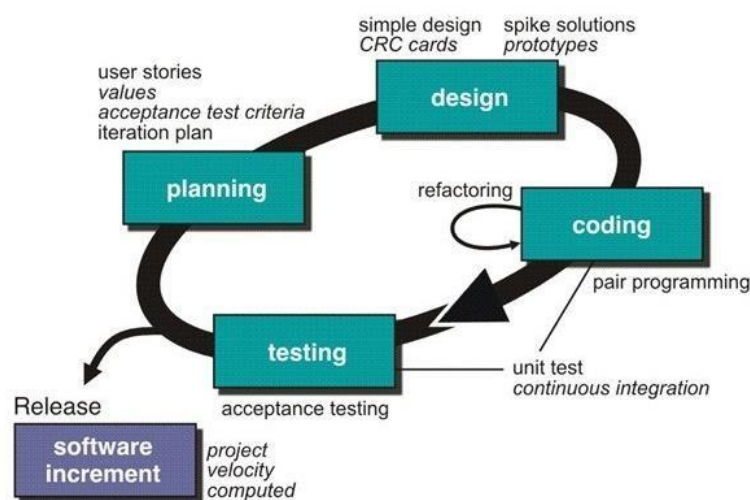 simple design
CRC cards
spike solutions
prototypes
user stories
values
acceptance test criteria
iteration plan
design
planning
refactoring
coding
pair programming
testing
unit test
continuous integration
acceptance testing
Release
software
increment
project
velocity
computed